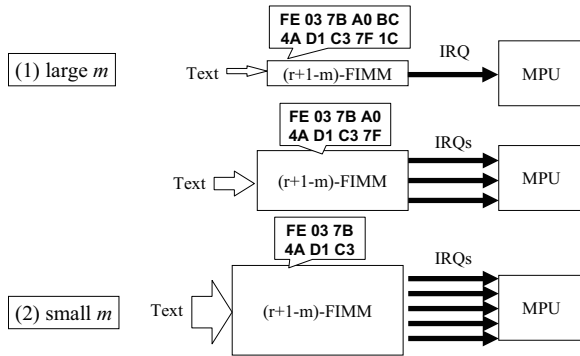 FE 03 7B A0 BC
4A D1 C3 7F 1C
(1) large m
Text
(r+1-m)-FIMM
IRQ
MPU
FE 03 7B A0
4A D1 C3 7F
Text
(r+1-m)-FIMM
IRQs
MPU
FE 03 7B
4A D1 C3
(2) small m
Text
(r+1-m)-FIMM
IRQs
MPU